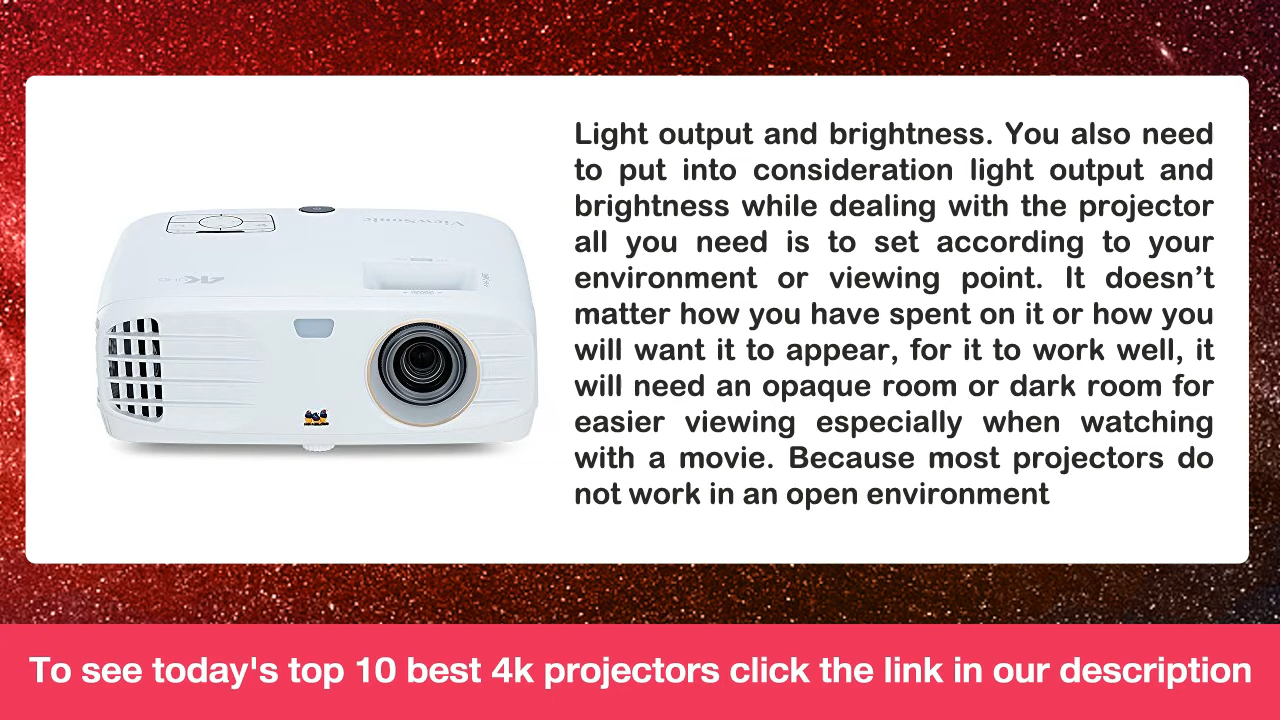 ViewSonic
4K
Light output and brightness. You also need
to put into consideration light output and
brightness while dealing with the projector
all you need is to set according to your
environment or viewing point. It doesn’t
matter how you have spent on it or how you
will want it to appear, for it to work well, it
will need an opaque room or dark room for
easier viewing especially when watching
with a movie. Because most projectors do
not work in an open environment
To see today's top 10 best 4k projectors click the link in our description